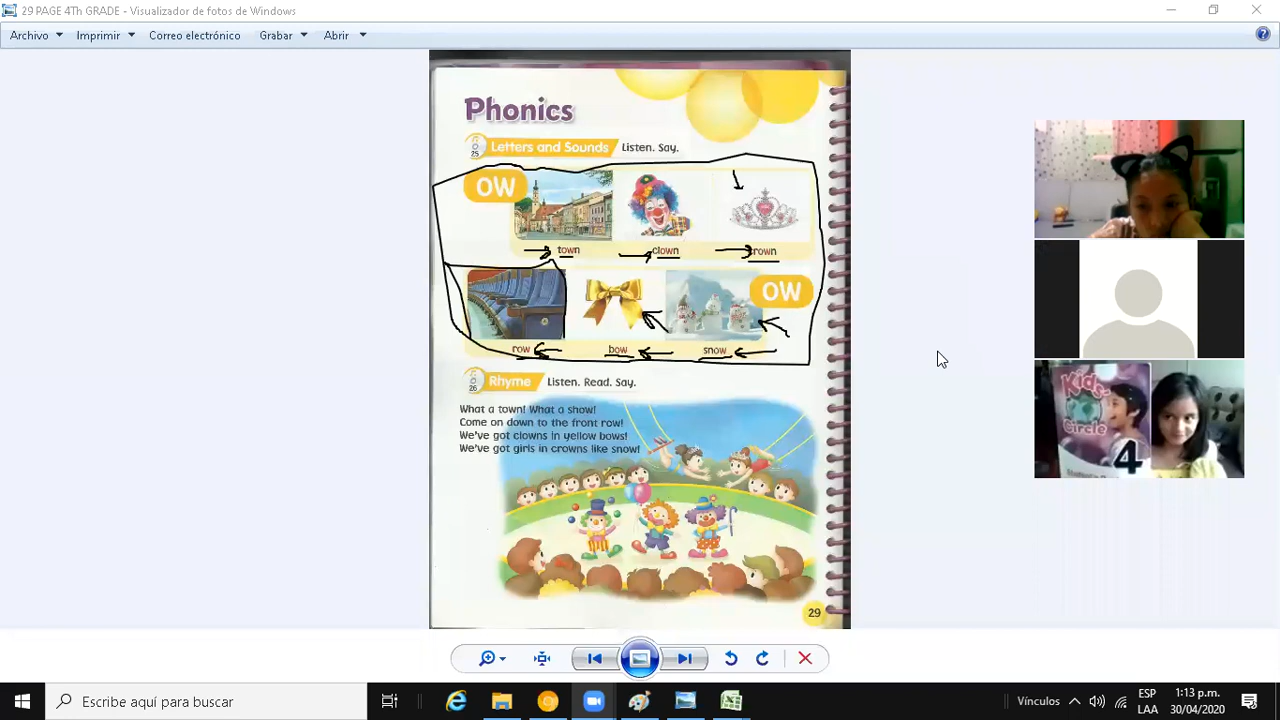 29 PAGE 4Th GRADE - Visualizador de fotos de Windows
Archivo Imprimir Correo electrónico Grabar Abrir
Phonics
25 Letters and Sounds Listen. Say.
OW
town clown crown
OW
row bow snow
26 Rhyme Listen. Read. Say.
What a town! What a show!
Come on down to the front row!
We've got clowns in yellow bows!
We've got girls in crowns like snow!
29
Kids'
Circle
4
Escribe aquí para buscar
Vínculos
ESP
LAA
1:13 p.m.
30/04/2020